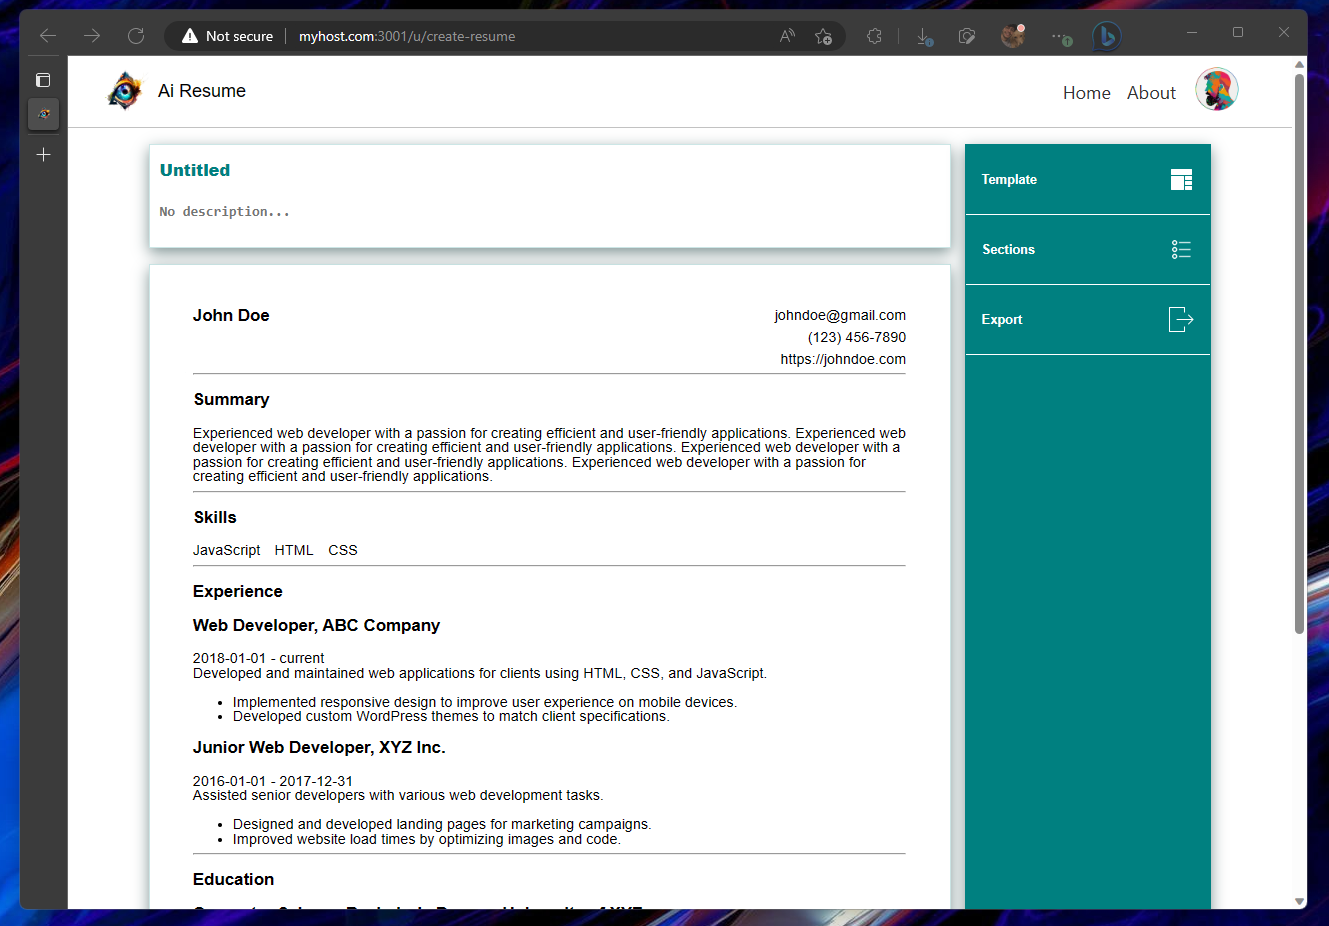 Not secure
myhost.com:3001/u/create-resume
Ai Resume
Home
About
Untitled
No description...
Template
Sections
Export
John Doe
johndoe@gmail.com
(123) 456-7890
https://johndoe.com
Summary
Experienced web developer with a passion for creating efficient and user-friendly applications. Experienced web
developer with a passion for creating efficient and user-friendly applications. Experienced web developer with a
passion for creating efficient and user-friendly applications. Experienced web developer with a passion for
creating efficient and user-friendly applications.
Skills
JavaScript HTML CSS
Experience
Web Developer, ABC Company
2018-01-01 - current
Developed and maintained web applications for clients using HTML, CSS, and JavaScript.
Implemented responsive design to improve user experience on mobile devices.
Developed custom WordPress themes to match client specifications.
Junior Web Developer, XYZ Inc.
2016-01-01 - 2017-12-31
Assisted senior developers with various web development tasks.
Designed and developed landing pages for marketing campaigns.
Improved website load times by optimizing images and code.
Education